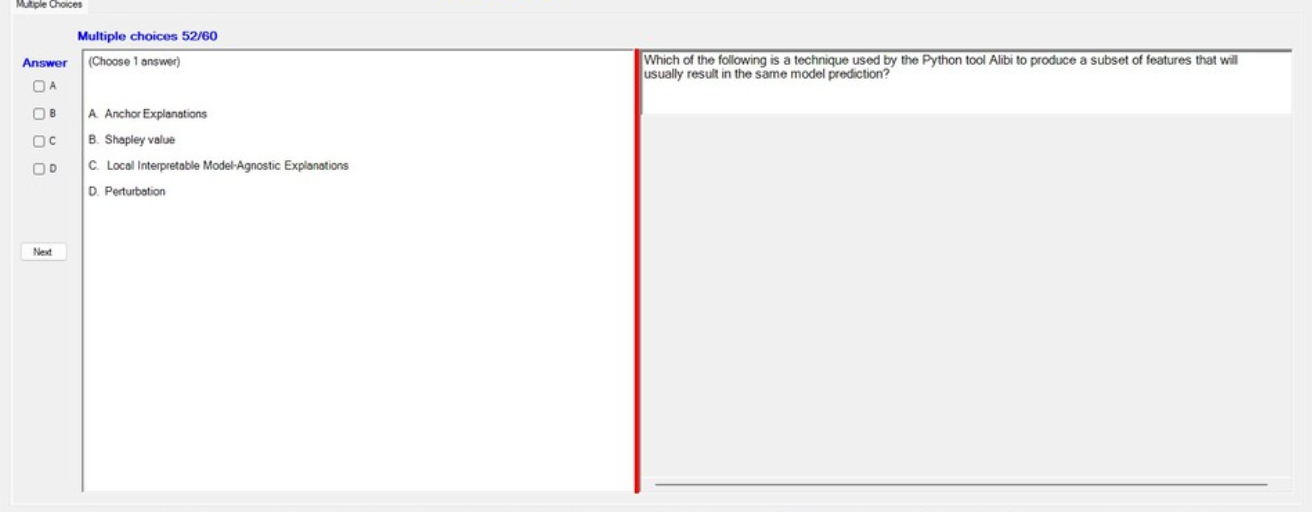 Multiple Choices
Multiple choices 52/60
Answer
A
B
C
D
Next
(Choose 1 answer)
A. Anchor Explanations
B. Shapley value
C. Local Interpretable Model-Agnostic Explanations
D. Perturbation
Which of the following is a technique used by the Python tool Alibi to produce a subset of features that will
usually result in the same model prediction?